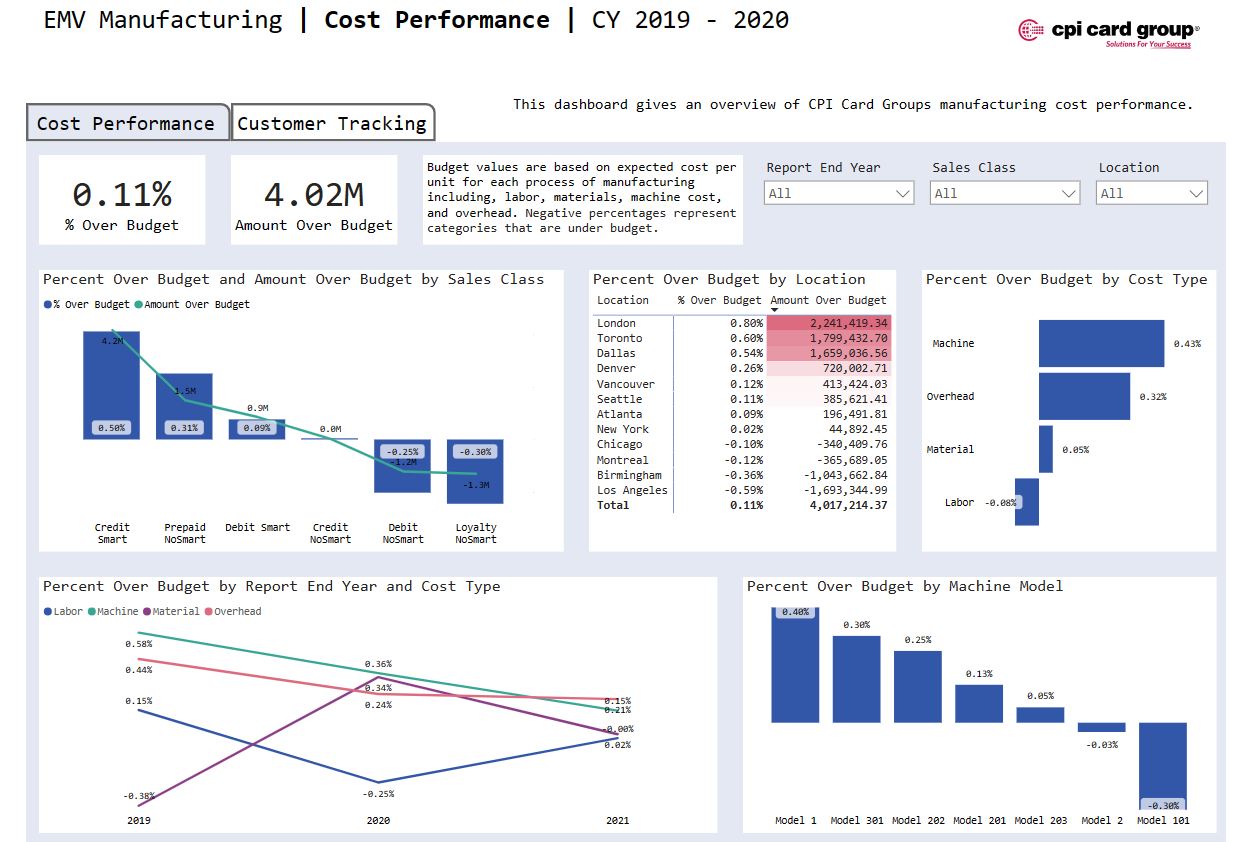 EMV Manufacturing | Cost Performance | CY 2019 - 2020
cpi card group®
Solutions For Your Success
This dashboard gives an overview of CPI Card Groups manufacturing cost performance.
Cost Performance
Customer Tracking
0.11%
% Over Budget
4.02M
Amount Over Budget
Budget values are based on expected cost per
unit for each process of manufacturing
including, labor, materials, machine cost,
and overhead. Negative percentages represent
categories that are under budget.
Report End Year
All
Sales Class
All
Location
All
Percent Over Budget and Amount Over Budget by Sales Class
% Over Budget Amount Over Budget
4.2M
1.5M
0.9M
0.0M
-1.2M
-1.3M
0.50%
0.31%
0.09%
-0.25%
-0.30%
Credit Smart
Prepaid NoSmart
Debit Smart
Credit NoSmart
Debit NoSmart
Loyalty NoSmart
Percent Over Budget by Location
Location % Over Budget Amount Over Budget
London 0.80% 2,241,419.34
Toronto 0.60% 1,799,432.70
Dallas 0.54% 1,659,036.56
Denver 0.26% 720,002.71
Vancouver 0.12% 413,424.03
Seattle 0.11% 385,621.41
Atlanta 0.09% 196,491.81
New York 0.02% 44,892.45
Chicago -0.10% -340,409.76
Montreal -0.12% -365,689.05
Birmingham -0.36% -1,043,662.84
Los Angeles -0.59% -1,693,344.99
Total 0.11% 4,017,214.37
Percent Over Budget by Cost Type
Machine 0.43%
Overhead 0.32%
Material 0.05%
Labor -0.08%
Percent Over Budget by Report End Year and Cost Type
Labor Machine Material Overhead
0.58%
0.44%
0.15%
-0.38%
0.36%
0.34%
0.24%
-0.25%
0.15%
0.21%
-0.00%
0.02%
2019 2020 2021
Percent Over Budget by Machine Model
0.40%
0.30%
0.25%
0.13%
0.05%
-0.03%
-0.30%
Model 1 Model 301 Model 202 Model 201 Model 203 Model 2 Model 101